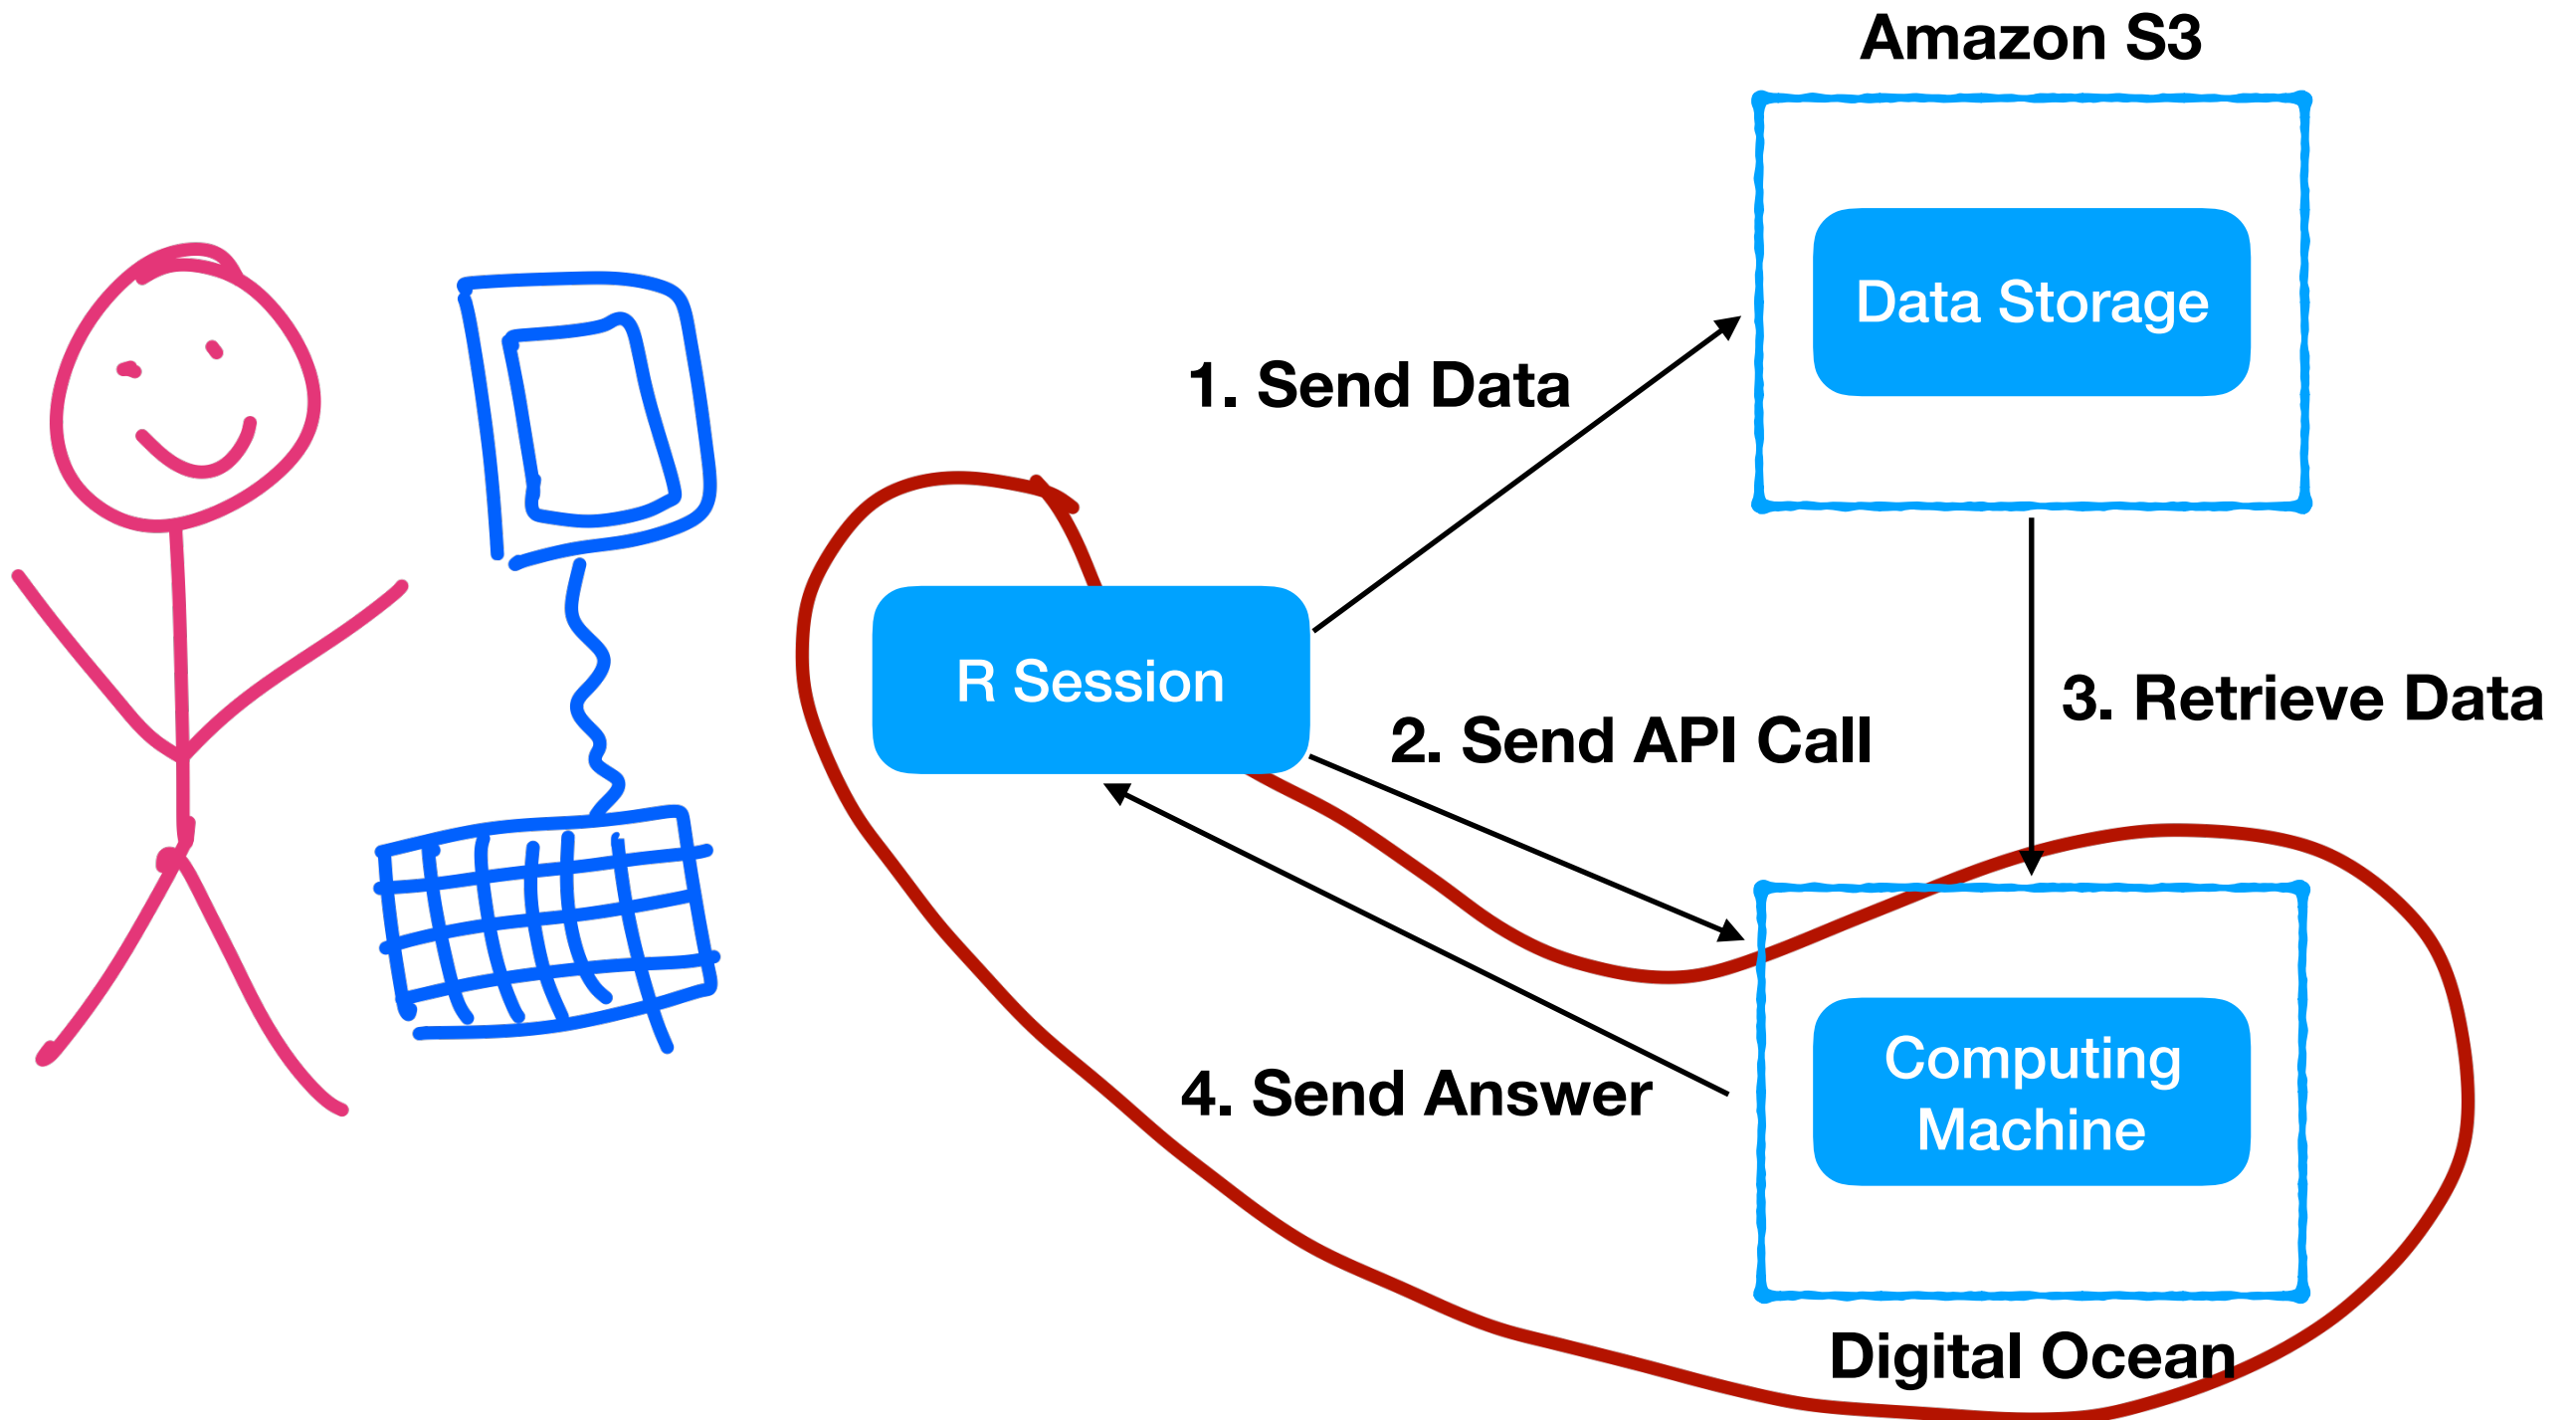 Amazon S3
Data Storage
1. Send Data
R Session
2. Send API Call
3. Retrieve Data
Computing
Machine
4. Send Answer
Digital Ocean